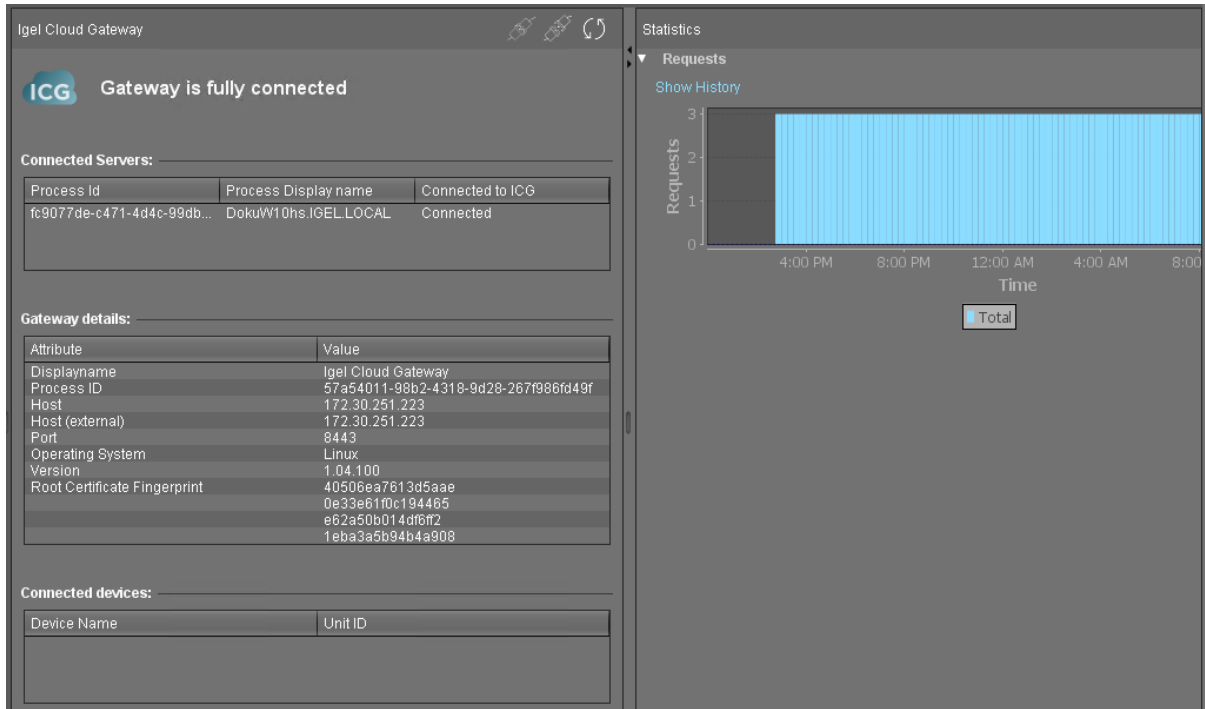 Igel Cloud Gateway
ICG Gateway is fully connected
Connected Servers:
Process Id Process Display name Connected to ICG
fc9077de-c471-4d4c-99db... DokuW10hs.IGEL.LOCAL Connected
Gateway details:
Attribute Value
Displayname Igel Cloud Gateway
Process ID 57a54011-98b2-4318-9d28-267f986fd49f
Host 172.30.251.223
Host (external) 172.30.251.223
Port 8443
Operating System Linux
Version 1.04.100
Root Certificate Fingerprint 40506ea7613d5aae
0e33e61f0c194465
e62a50b014df6ff2
1eba3a5b94b4a908
Connected devices:
Device Name Unit ID
Statistics
Requests
Show History
Requests
3
2
1
0
4:00 PM 8:00 PM 12:00 AM 4:00 AM 8:00
Time
Total